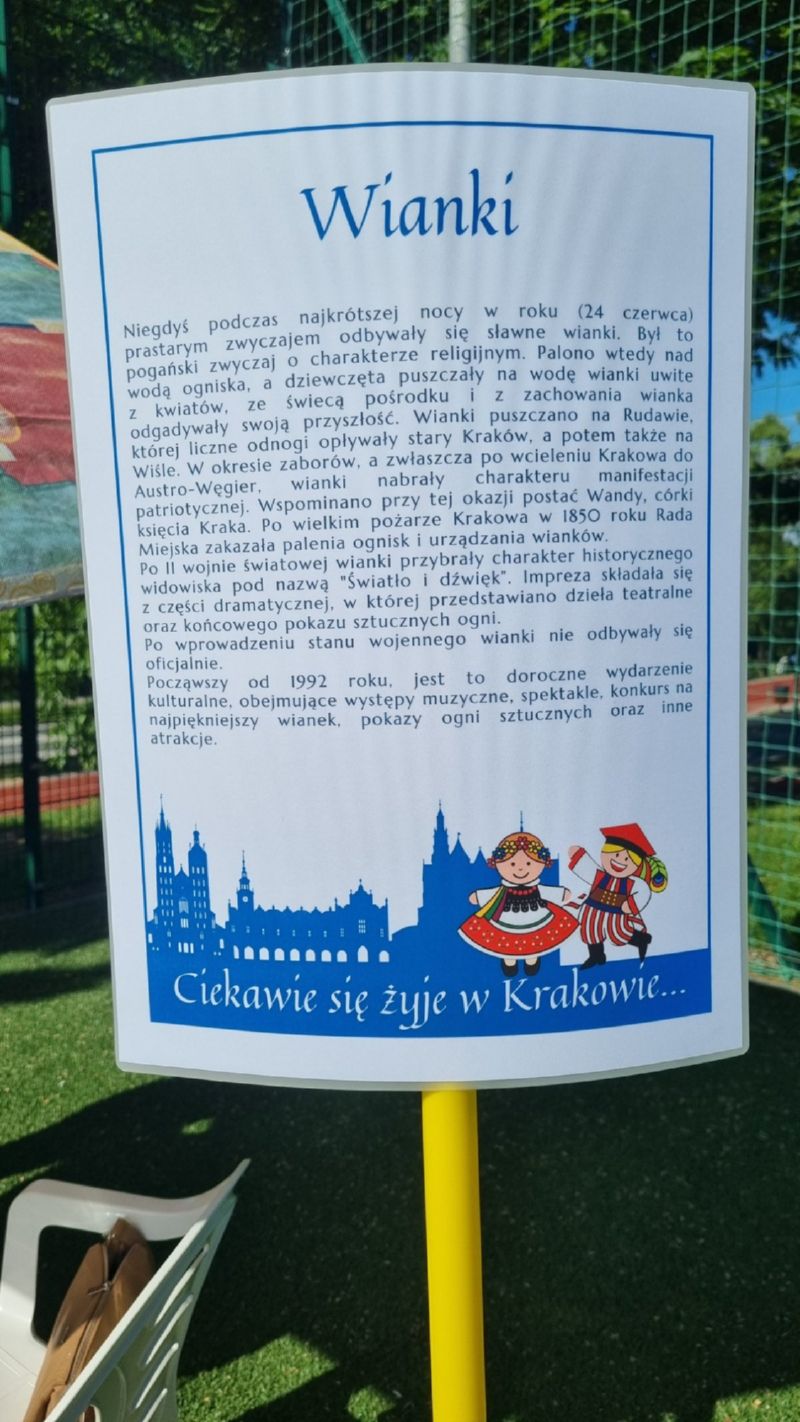 Wianki
Niegdyś podczas najkrótszej nocy w roku (24 czerwca)
prastarym zwyczajem odbywały się sławne wianki. Był to
pogański zwyczaj o charakterze religijnym. Palono wtedy nad
wodą ogniska, a dziewczęta puszczały na wodę wianki uwite
z kwiatów, ze świecą pośrodku i z zachowania wianka
odgadywały swoją przyszłość. Wianki puszczano na Rudawie,
której liczne odnogi opływały stary Kraków, a potem także na
Wiśle. W okresie zaborów, a zwłaszcza po wcieleniu Krakowa do
Austro-Węgier, wianki nabrały charakteru manifestacji
patriotycznej. Wspominano przy tej okazji postać Wandy, córki
księcia Kraka. Po wielkim pożarze Krakowa w 1850 roku Rada
Miejska zakazała palenia ognisk i urządzania wianków.
Po II wojnie światowej wianki przybrały charakter historycznego
widowiska pod nazwą "Światło i dźwięk". Impreza składała się
z części dramatycznej, w której przedstawiano dzieła teatralne
oraz końcowego pokazu sztucznych ogni.
Po wprowadzeniu stanu wojennego wianki nie odbywały się
oficjalnie.
Począwszy od 1992 roku, jest to doroczne wydarzenie
kulturalne, obejmujące występy muzyczne, spektakle, konkurs na
najpiękniejszy wianek, pokazy ogni sztucznych oraz inne
atrakcje.
Ciekawie się żyje w Krakowie...